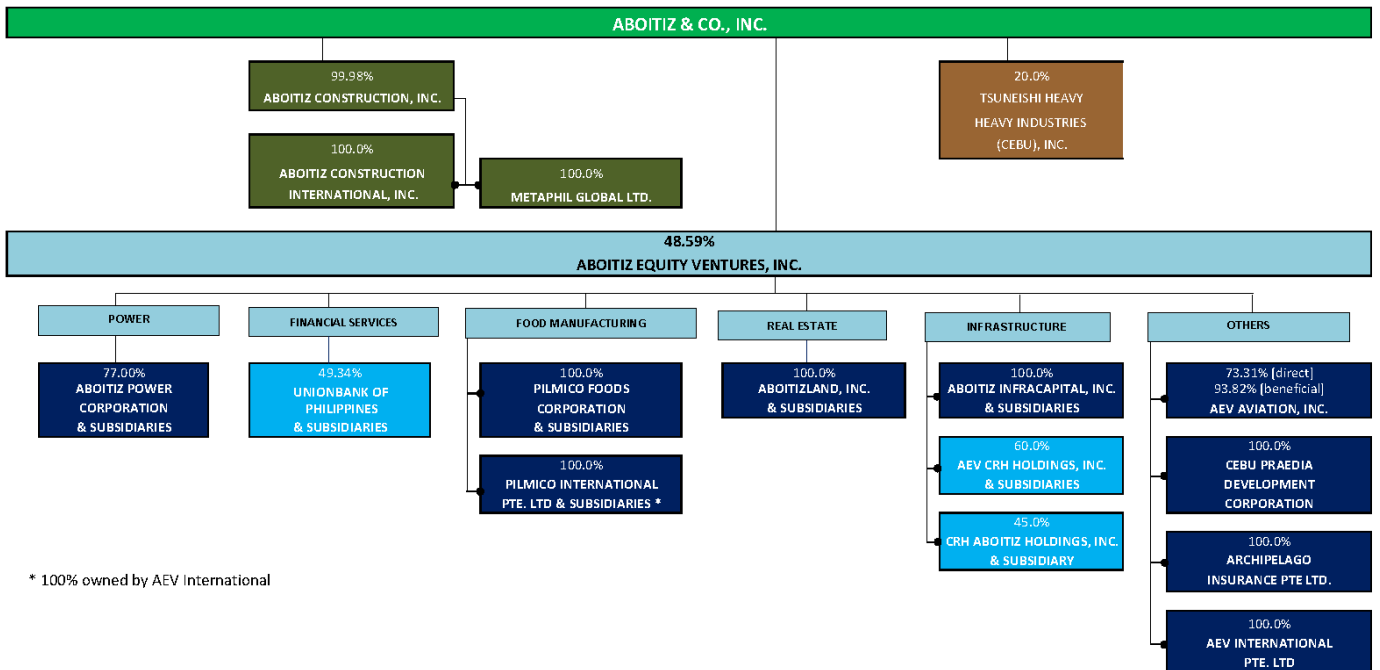 ABOITIZ & CO., INC.
99.98%
ABOITIZ CONSTRUCTION, INC.
20.0%
TSUNEISHI HEAVY
HEAVY INDUSTRIES
(CEBU), INC.
100.0%
ABOITIZ CONSTRUCTION
INTERNATIONAL, INC.
100.0%
METAPHIL GLOBAL LTD.
48.59%
ABOITIZ EQUITY VENTURES, INC.
POWER
FINANCIAL SERVICES
FOOD MANUFACTURING
REAL ESTATE
INFRASTRUCTURE
OTHERS
77.00%
ABOITIZ POWER
CORPORATION
& SUBSIDIARIES
49.34%
UNIONBANK OF
PHILIPPINES
& SUBSIDIARIES
100.0%
PILMICO FOODS
CORPORATION
& SUBSIDIARIES
100.0%
PILMICO INTERNATIONAL
PTE. LTD & SUBSIDIARIES *
100.0%
ABOITIZLAND, INC.
& SUBSIDIARIES
100.0%
ABOITIZ INFRACAPITAL, INC.
& SUBSIDIARIES
60.0%
AEV CRH HOLDINGS, INC.
& SUBSIDIARIES
45.0%
CRH ABOITIZ HOLDINGS, INC.
& SUBSIDIARY
73.31% [direct]
93.82% [beneficial]
AEV AVIATION, INC.
100.0%
CEBU PRAEDIA
DEVELOPMENT
CORPORATION
100.0%
ARCHIPELAGO
INSURANCE PTE LTD.
100.0%
AEV INTERNATIONAL
PTE. LTD
* 100% owned by AEV International